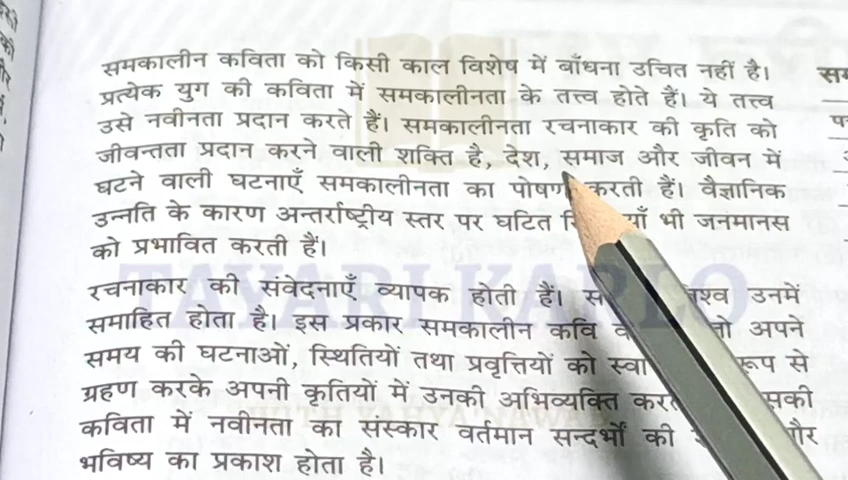 समकालीन कविता को किसी काल विशेष में बाँधना उचित नहीं है।
प्रत्येक युग की कविता में समकालीनता के तत्त्व होते हैं। ये तत्त्व
उसे नवीनता प्रदान करते हैं। समकालीनता रचनाकार की कृति को
जीवन्तता प्रदान करने वाली शक्ति है, देश, समाज और जीवन में
घटने वाली घटनाएँ समकालीनता का पोषण करती हैं। वैज्ञानिक
उन्नति के कारण अन्तर्राष्ट्रीय स्तर पर घटित भी जनमानस
को प्रभावित करती हैं।
रचनाकार की संवेदनाएँ व्यापक होती हैं। उनमें
समाहित होता है। इस प्रकार समकालीन कवि अपने
समय की घटनाओं, स्थितियों तथा प्रवृत्तियों को रूप से
ग्रहण करके अपनी कृतियों में उनकी अभिव्यक्ति
कविता में नवीनता का संस्कार वर्तमान सन्दर्भों की
भविष्य का प्रकाश होता है।
TAYARI KARLO